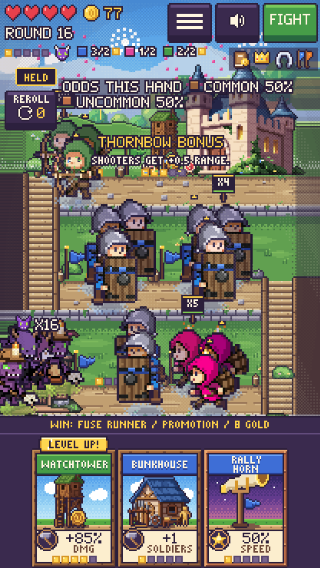 77
FIGHT
ROUND 16
3/2 1/2 2/2
HELD
REROLL
0
ODDS THIS HAND COMMON 50%
UNCOMMON 50%
THORNBOW BONUS
SHOOTERS GET +0.5 RANGE
X4
X5
X16
WIN: FUSE RUNNER / PROMOTION / 8 GOLD
LEVEL UP!
WATCHTOWER
BUNKHOUSE
RALLY
HORN
+85%
DMG
+1
SOLDIERS
50%
SPEED